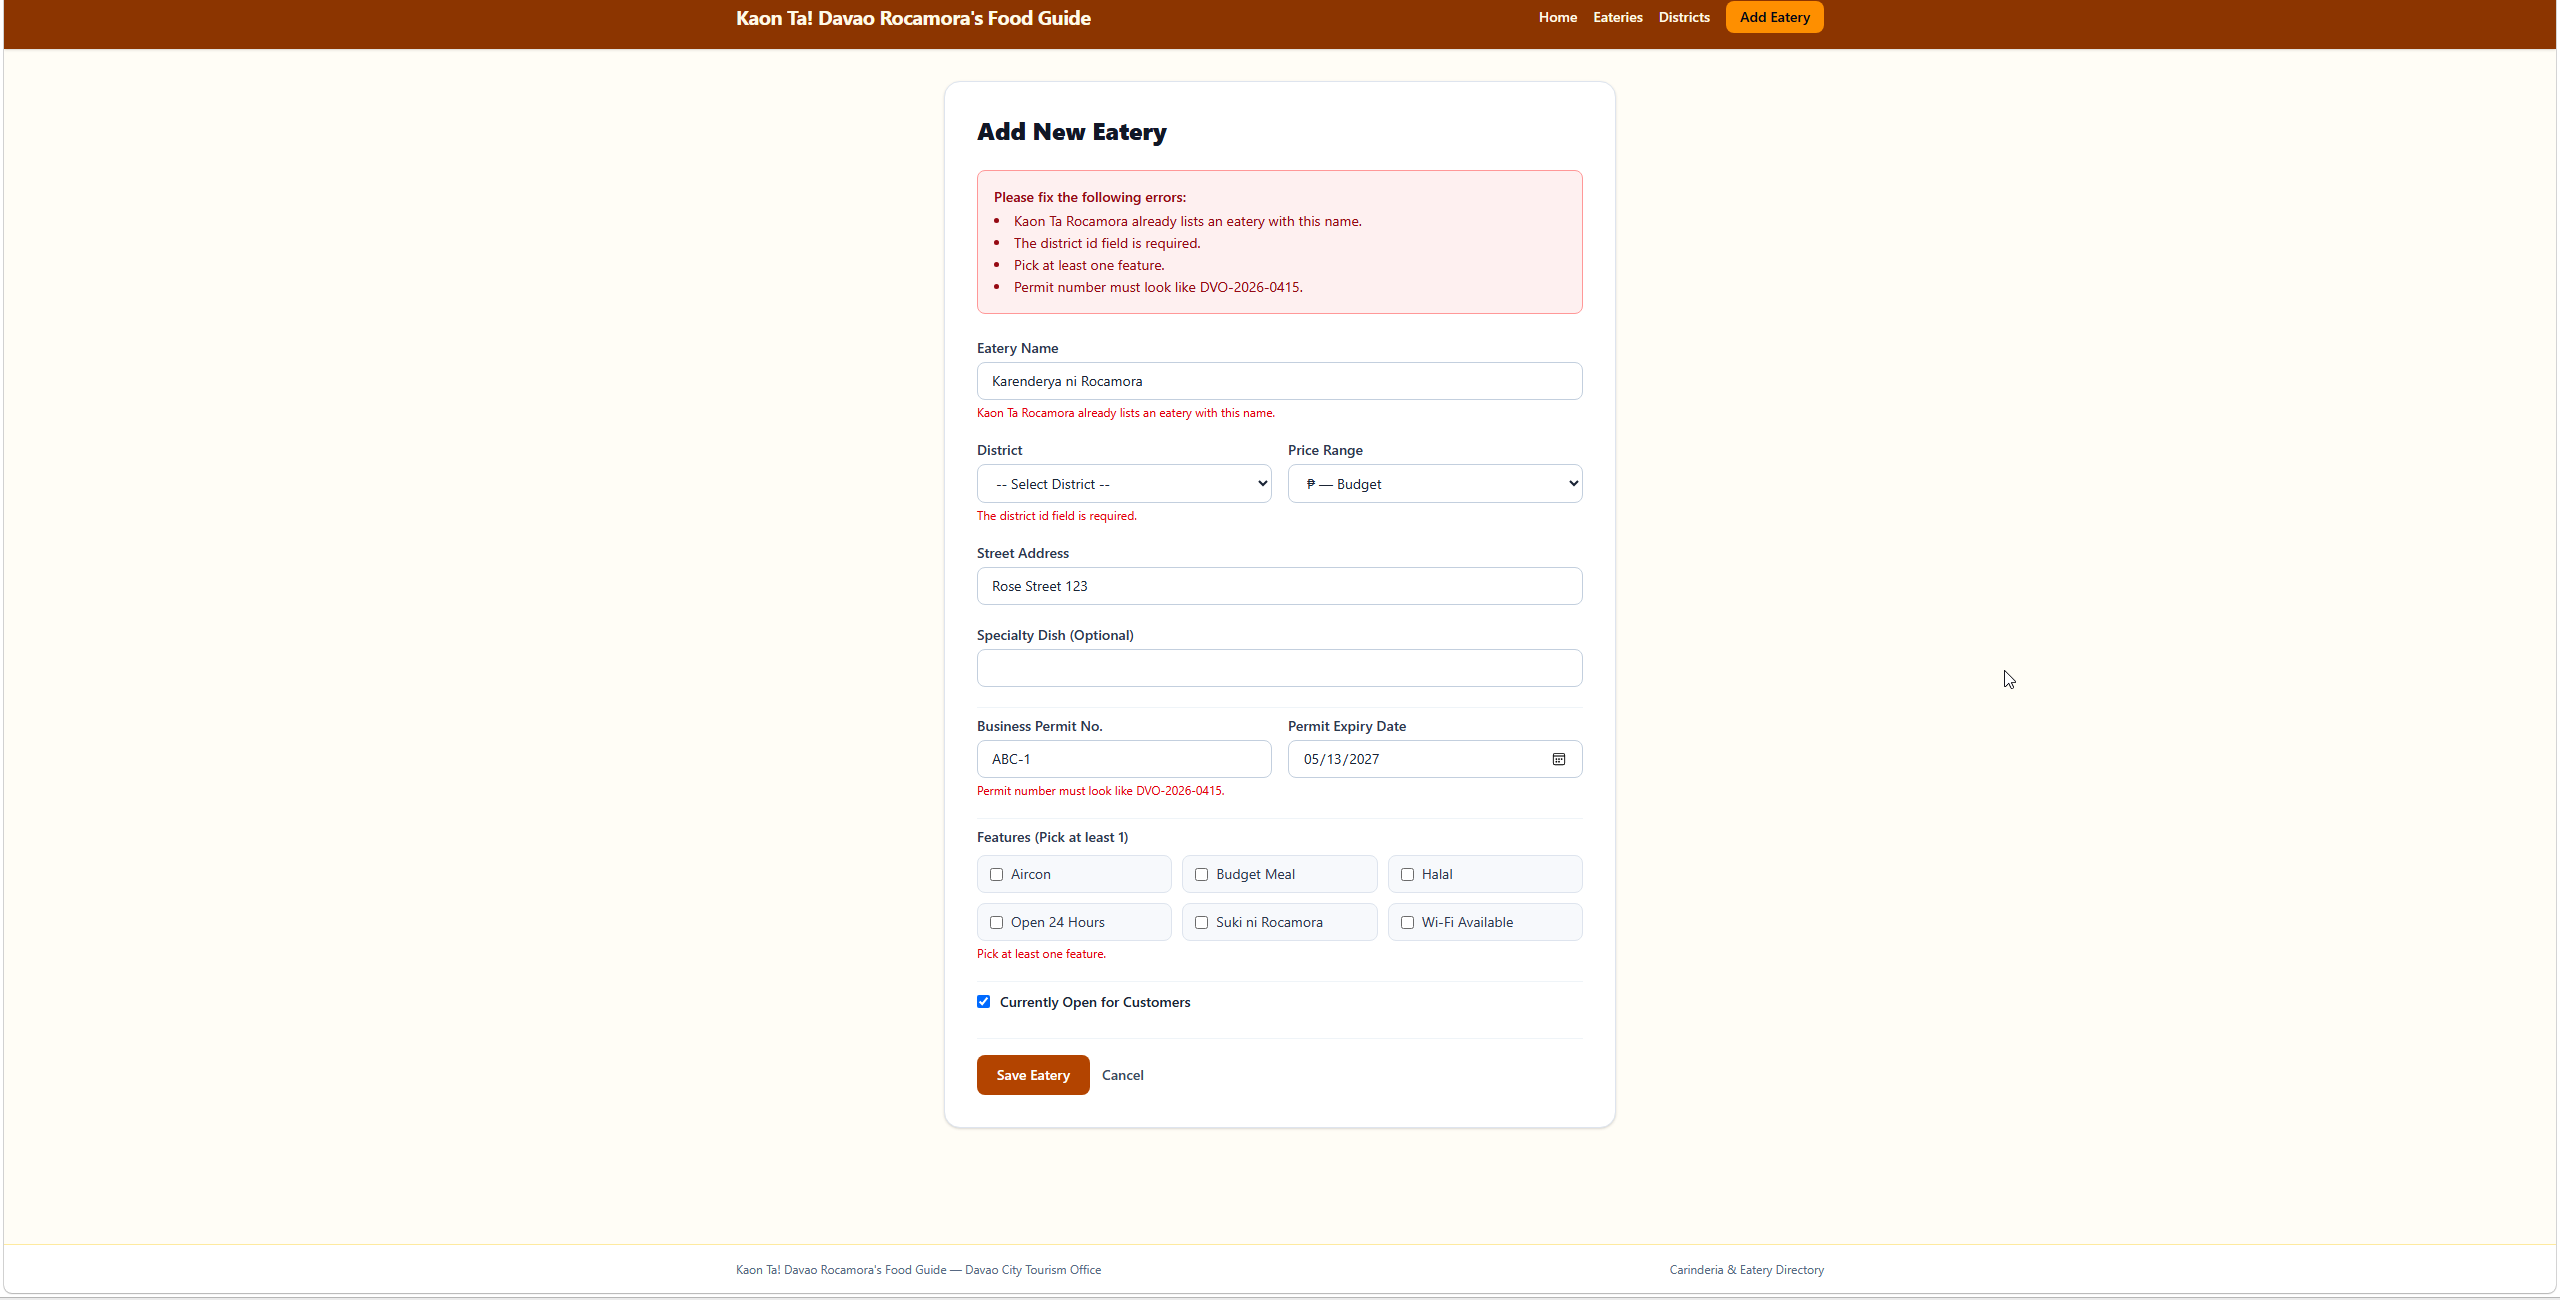 Kaon Ta! Davao Rocamora's Food Guide
Home Eateries Districts Add Eatery
Add New Eatery
Please fix the following errors:
• Kaon Ta Rocamora already lists an eatery with this name.
• The district id field is required.
• Pick at least one feature.
• Permit number must look like DVO-2026-0415.
Eatery Name
Karenderya ni Rocamora
Kaon Ta Rocamora already lists an eatery with this name.
District Price Range
-- Select District -- ₱ — Budget
The district id field is required.
Street Address
Rose Street 123
Specialty Dish (Optional)
Business Permit No. Permit Expiry Date
ABC-1 05/13/2027
Permit number must look like DVO-2026-0415.
Features (Pick at least 1)
Aircon Budget Meal Halal
Open 24 Hours Suki ni Rocamora Wi-Fi Available
Pick at least one feature.
Currently Open for Customers
Save Eatery Cancel
Kaon Ta! Davao Rocamora's Food Guide — Davao City Tourism Office Carinderia & Eatery Directory